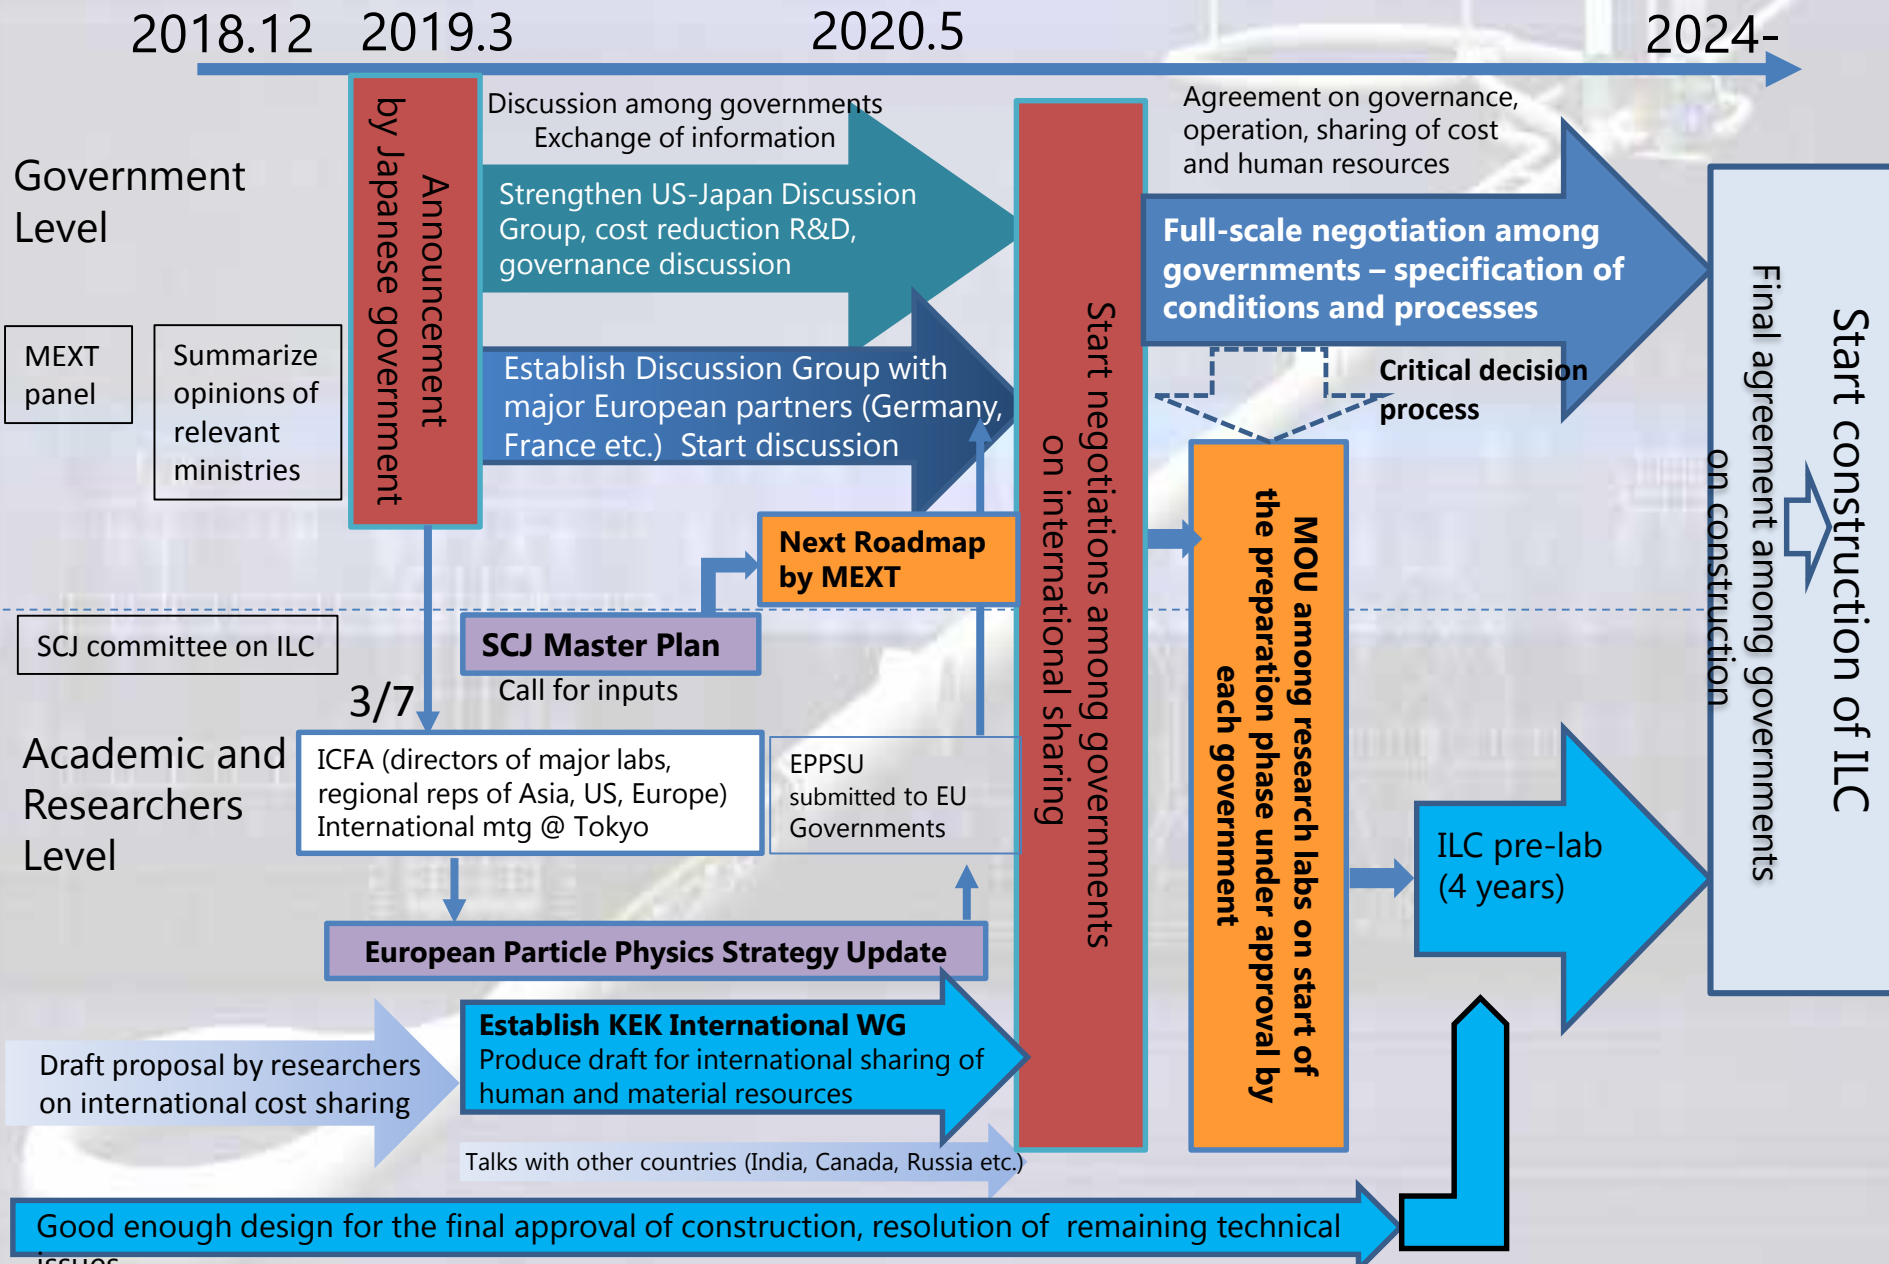 2018.12
2019.3
2020.5
2024-
Government
Level
MEXT
panel
Summarize
opinions of
relevant
ministries
Announcement
by Japanese government
Discussion among governments
Exchange of information
Strengthen US-Japan Discussion
Group, cost reduction R&D,
governance discussion
Establish Discussion Group with
major European partners (Germany,
France etc.)  Start discussion
Next Roadmap
by MEXT
Start negotiations among governments
on international sharing
Agreement on governance,
operation, sharing of cost
and human resources
Full-scale negotiation among
governments – specification of
conditions and processes
Critical decision
process
MOU among research labs on start of
the preparation phase under approval by
each government
Start construction of ILC
Final agreement among governments
on construction
SCJ committee on ILC
SCJ Master Plan
Call for inputs
3/7
Academic and
Researchers
Level
ICFA (directors of major labs,
regional reps of Asia, US, Europe)
International mtg @ Tokyo
EPPSU
submitted to EU
Governments
European Particle Physics Strategy Update
ILC pre-lab
(4 years)
Draft proposal by researchers
on international cost sharing
Establish KEK International WG
Produce draft for international sharing of
human and material resources
Talks with other countries (India, Canada, Russia etc.)
Good enough design for the final approval of construction, resolution of  remaining technical
issues